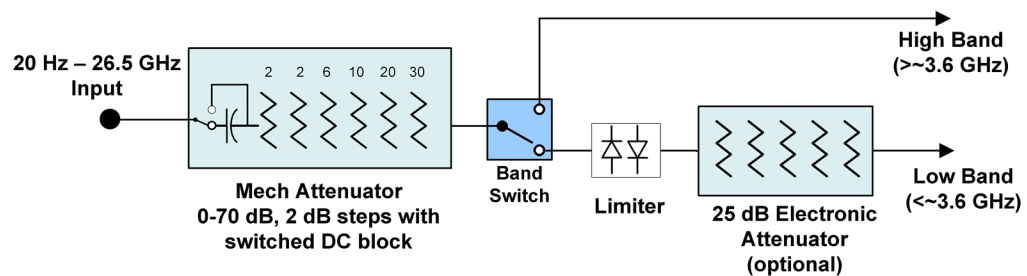 20 Hz – 26.5 GHz
Input
2 2 6 10 20 30
Mech Attenuator
0-70 dB, 2 dB steps with
switched DC block
Band
Switch
Limiter
25 dB Electronic
Attenuator
(optional)
High Band
(>~3.6 GHz)
Low Band
(<~3.6 GHz)